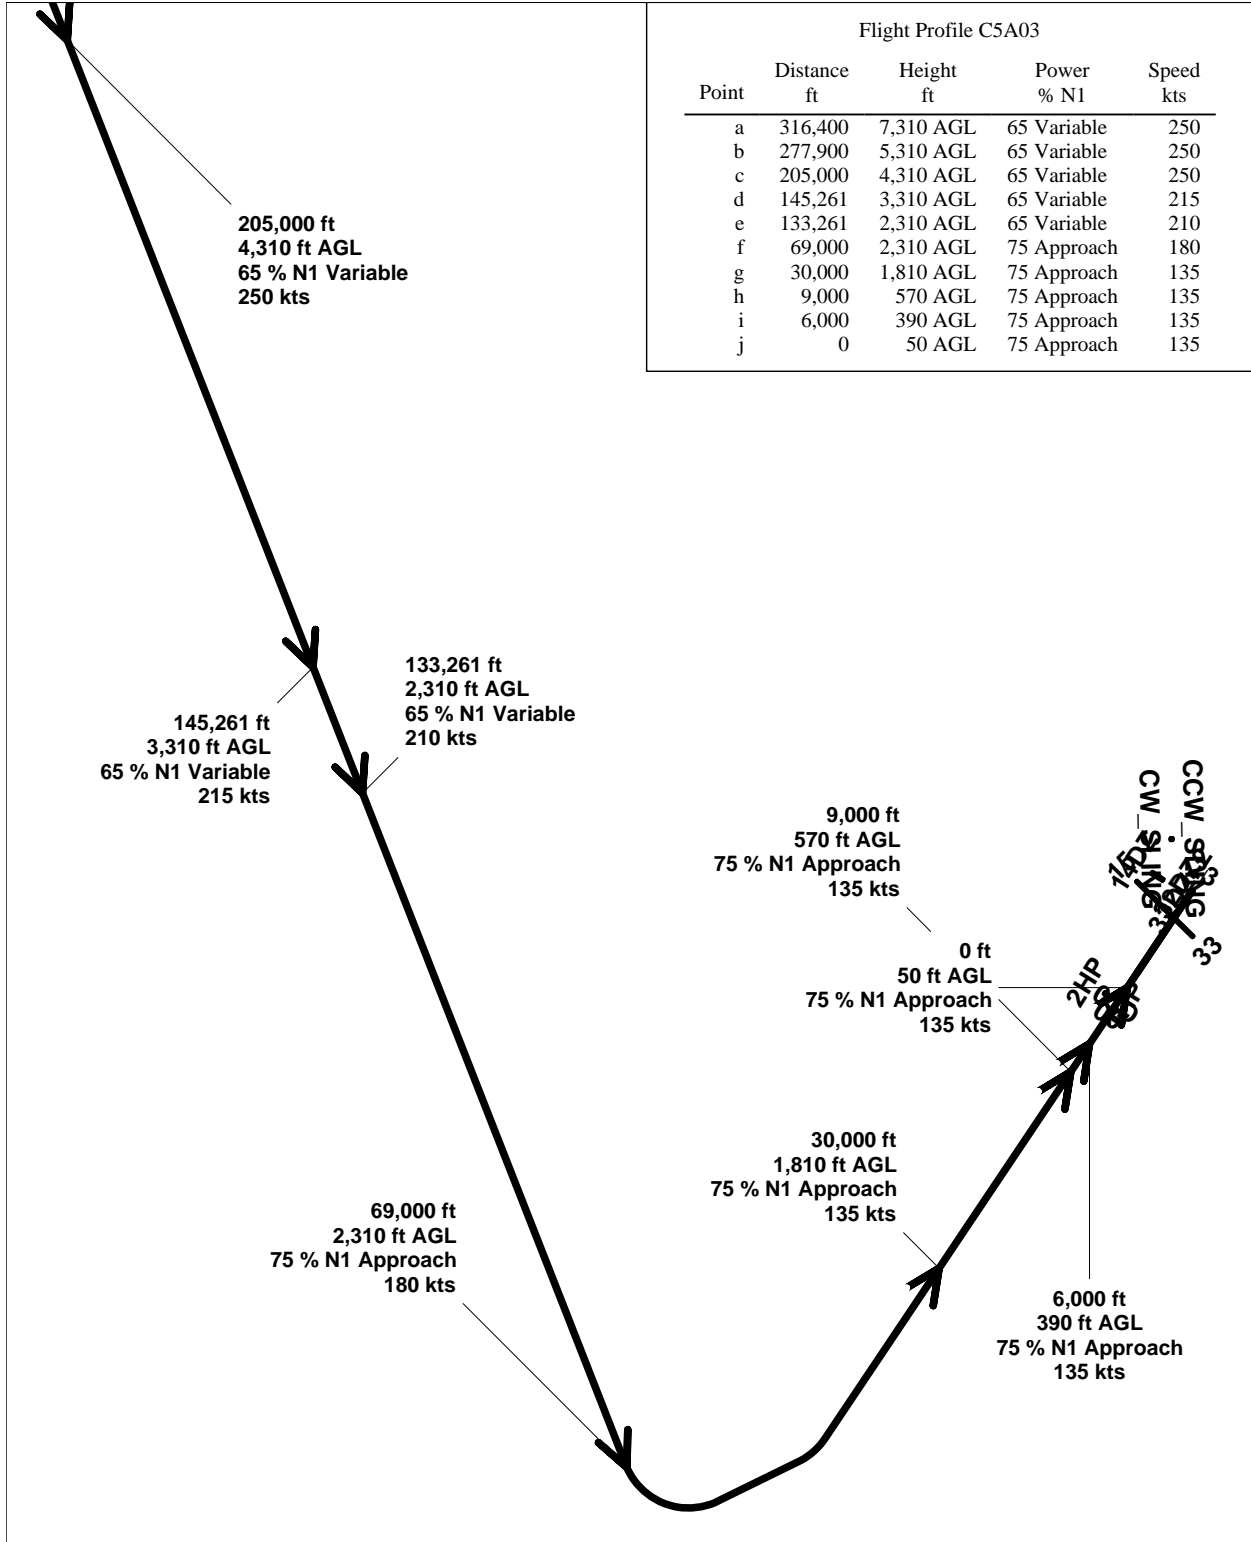 Flight Profile C5A03
Distance Height Power Speed
Point ft ft % N1 kts
a 316,400 7,310 AGL 65 Variable 250
b 277,900 5,310 AGL 65 Variable 250
c 205,000 4,310 AGL 65 Variable 250
d 145,261 3,310 AGL 65 Variable 215
e 133,261 2,310 AGL 65 Variable 210
f 69,000 2,310 AGL 75 Approach 180
g 30,000 1,810 AGL 75 Approach 135
h 9,000 570 AGL 75 Approach 135
i 6,000 390 AGL 75 Approach 135
j 0 50 AGL 75 Approach 135
205,000 ft
4,310 ft AGL
65 % N1 Variable
250 kts
133,261 ft
2,310 ft AGL
65 % N1 Variable
210 kts
145,261 ft
3,310 ft AGL
65 % N1 Variable
215 kts
CW_SLING
CCW_SLING
15
14DZ
33
2HP
9,000 ft
570 ft AGL
75 % N1 Approach
135 kts
0 ft
50 ft AGL
75 % N1 Approach
135 kts
30,000 ft
1,810 ft AGL
75 % N1 Approach
135 kts
69,000 ft
2,310 ft AGL
75 % N1 Approach
180 kts
6,000 ft
390 ft AGL
75 % N1 Approach
135 kts